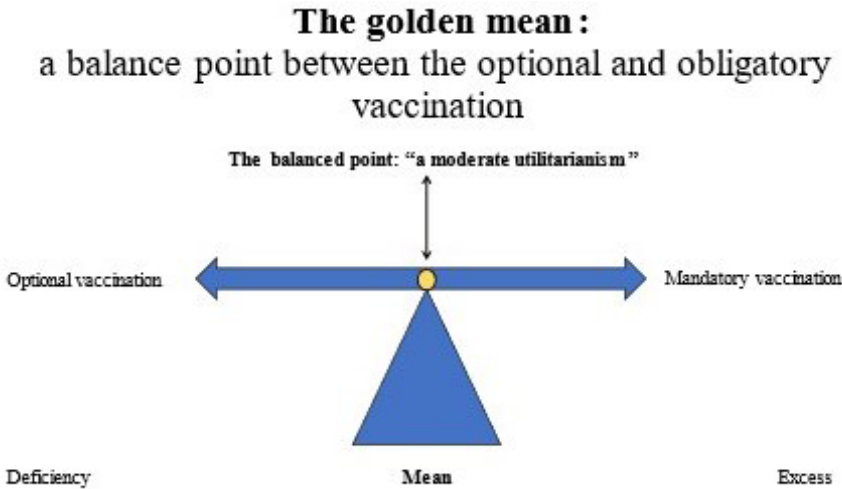 The golden mean:
a balance point between the optional and obligatory
vaccination
The balanced point: “a moderate utilitarianism”
Optional vaccination
Mandatory vaccination
Deficiency
Mean
Excess